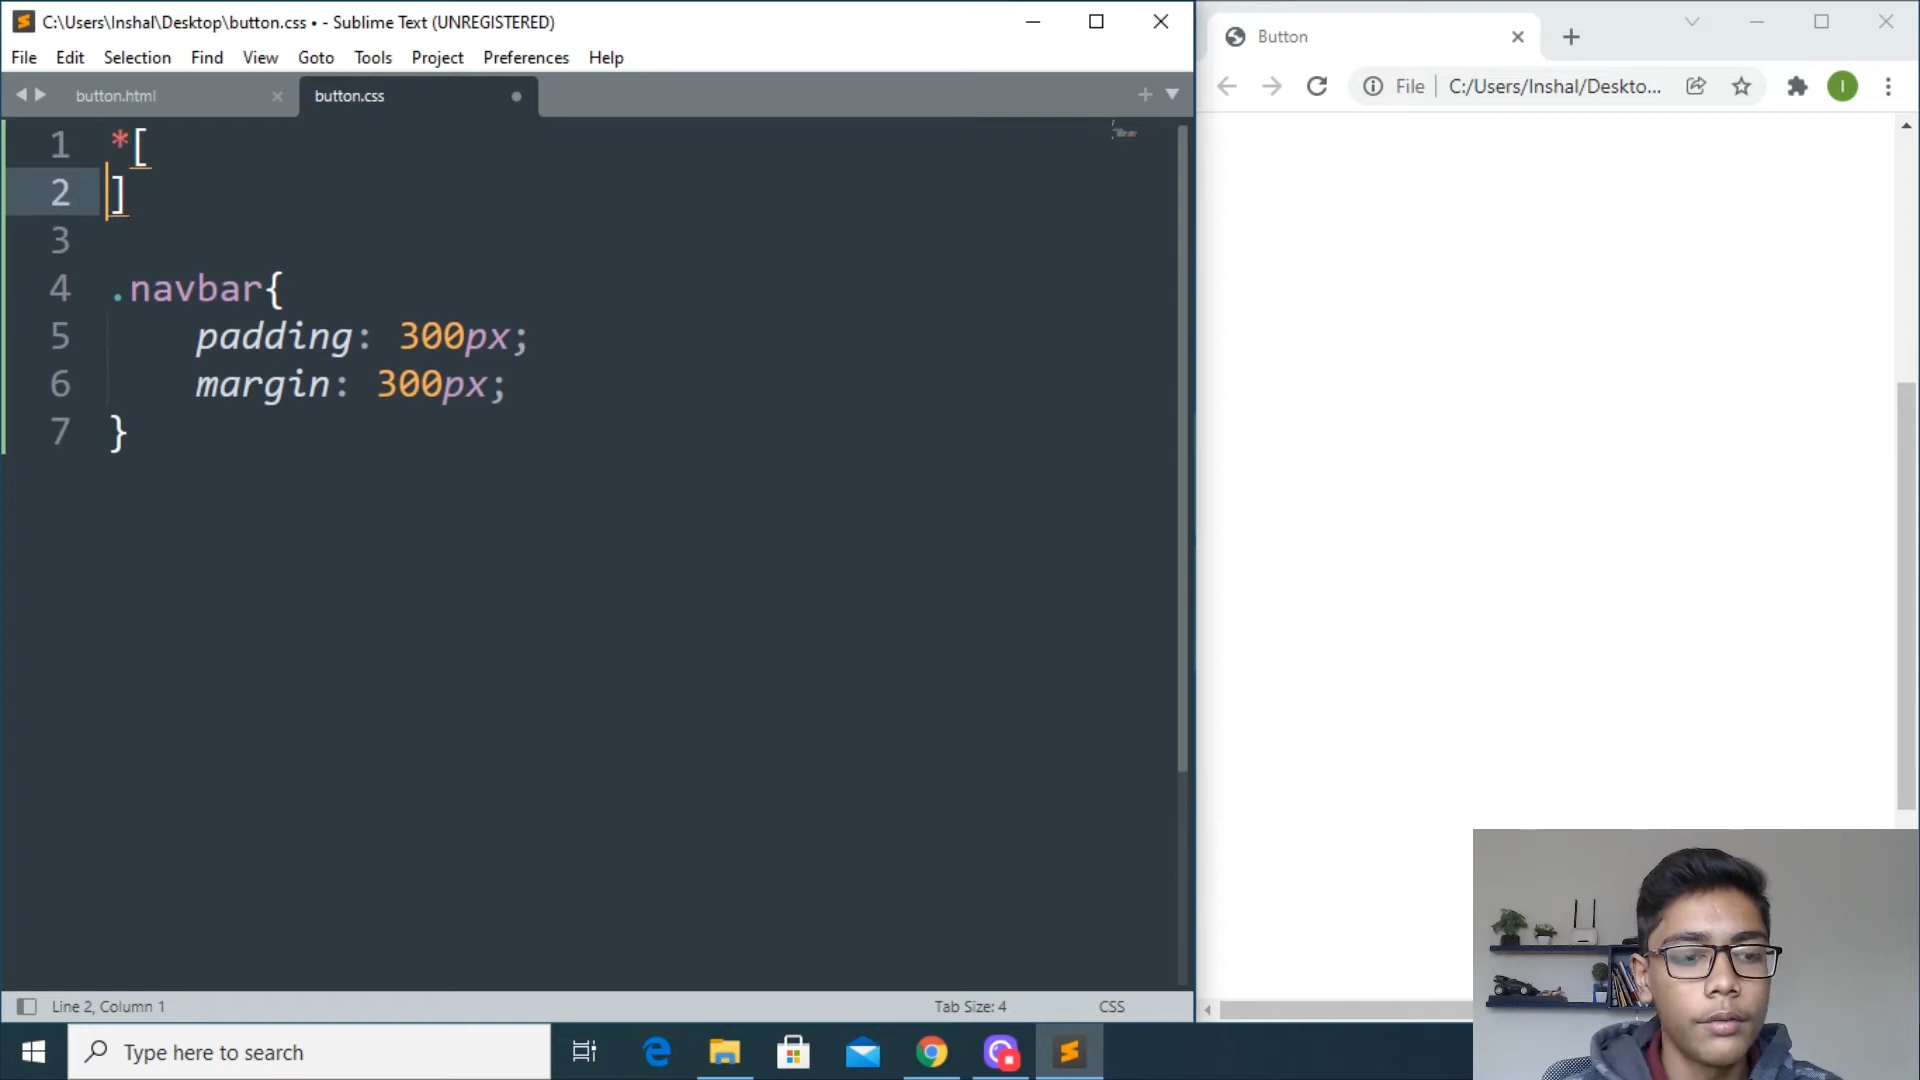 C:\Users\Inshal\Desktop\button.css • - Sublime Text (UNREGISTERED)
File Edit Selection Find View Goto Tools Project Preferences Help
button.html
button.css
1 *[
2 ]
3
4 .navbar{
5 padding: 300px;
6 margin: 300px;
7 }
Line 2, Column 1
Tab Size: 4
CSS
Button
File
C:/Users/Inshal/Deskto...
I
Type here to search